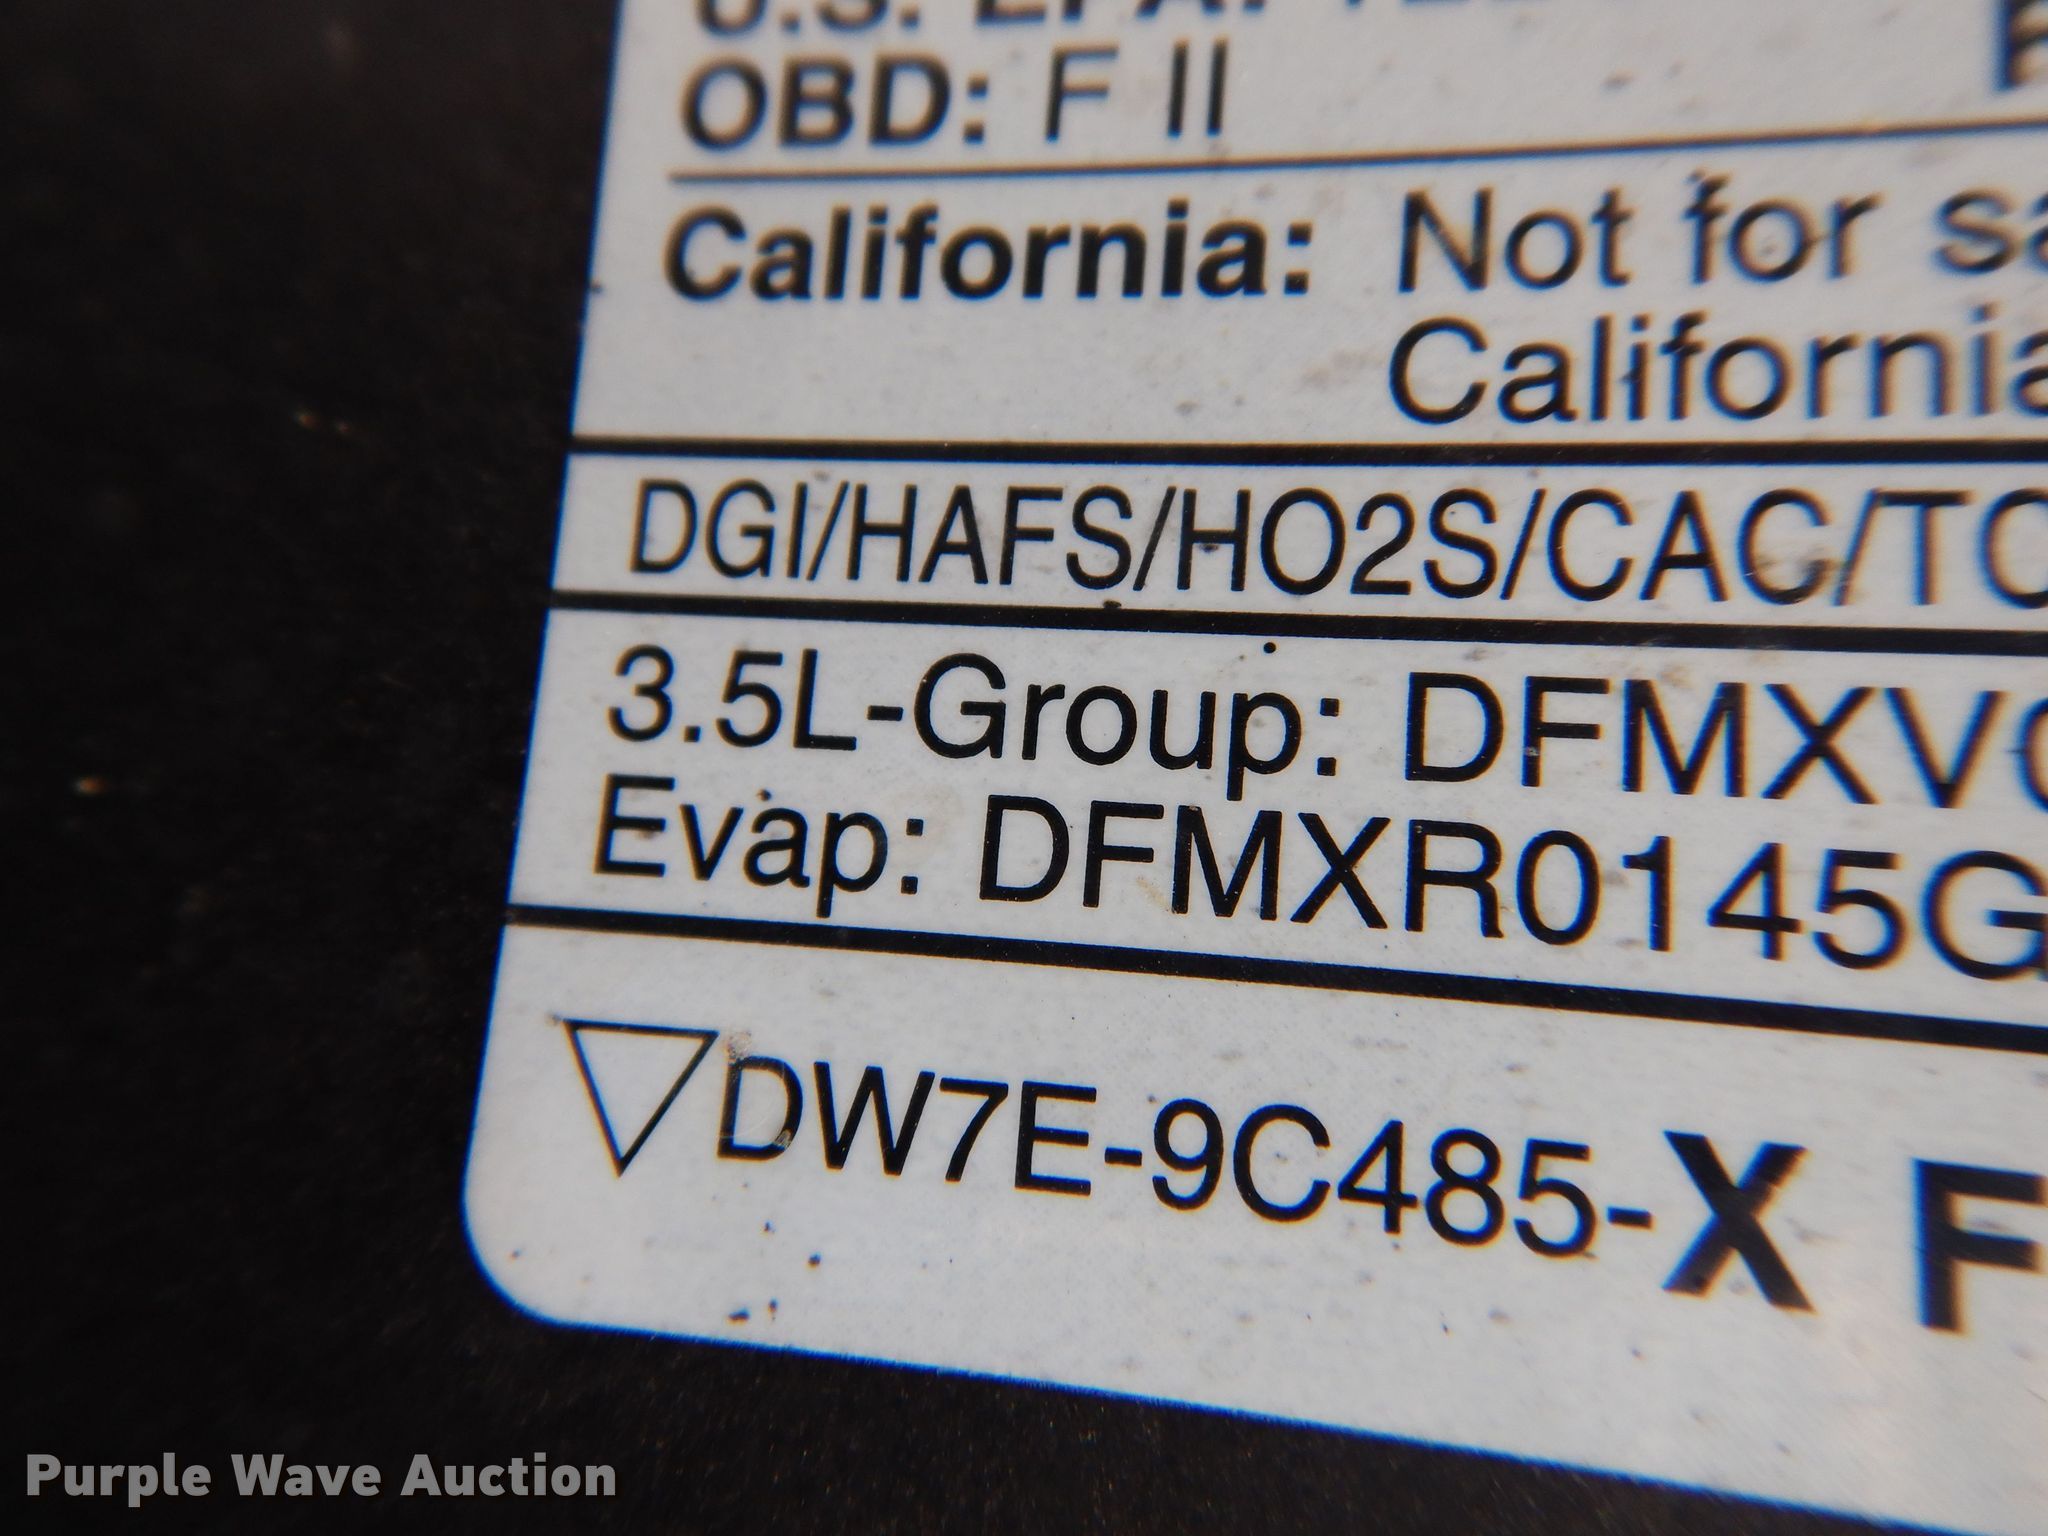 OBD: F II
California: Not for
California
DGI/HAFS/HO2S/CAC/TC
3.5L-Group: DFMXV
Evap: DFMXR0145G
▽DW7E-9C485-X F
Purple Wave Auction